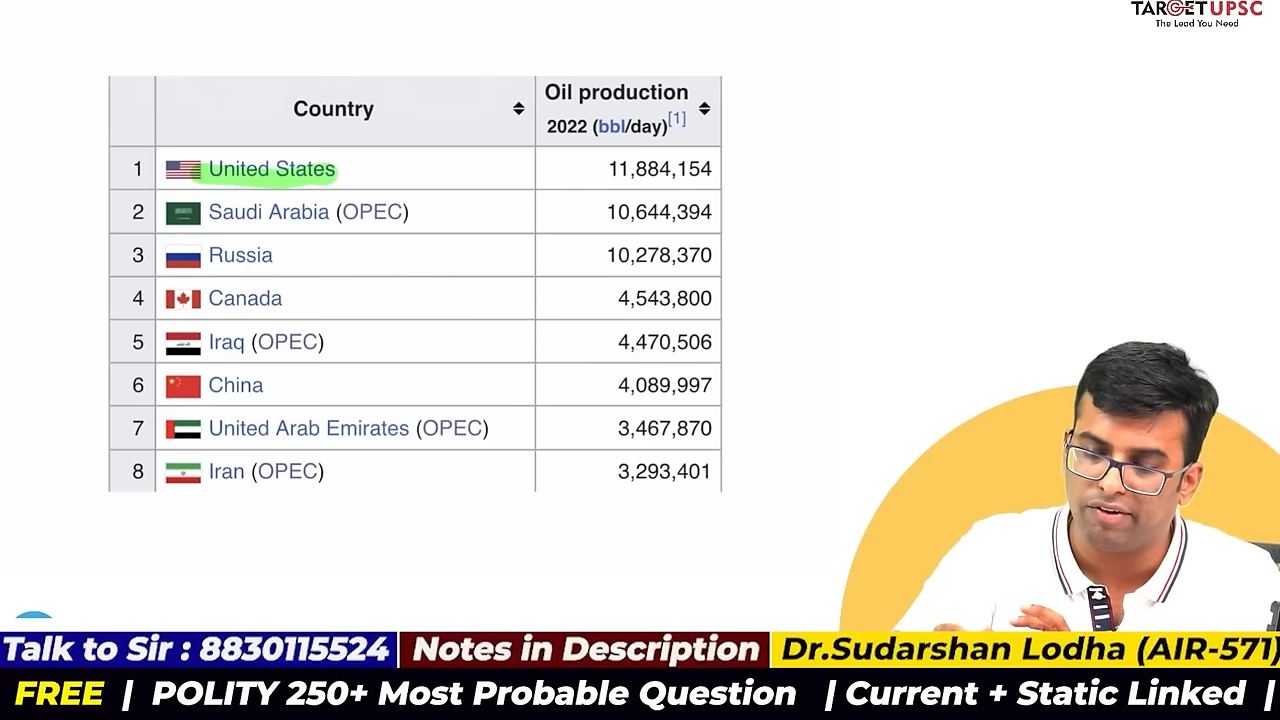 TARGET UPSC
The Lead You Need
Country
Oil production
2022 (bbl/day)[1]
1 United States 11,884,154
2 Saudi Arabia (OPEC) 10,644,394
3 Russia 10,278,370
4 Canada 4,543,800
5 Iraq (OPEC) 4,470,506
6 China 4,089,997
7 United Arab Emirates (OPEC) 3,467,870
8 Iran (OPEC) 3,293,401
Talk to Sir : 8830115524 Notes in Description Dr.Sudarshan Lodha (AIR-571)
FREE | POLITY 250+ Most Probable Question | Current + Static Linked |